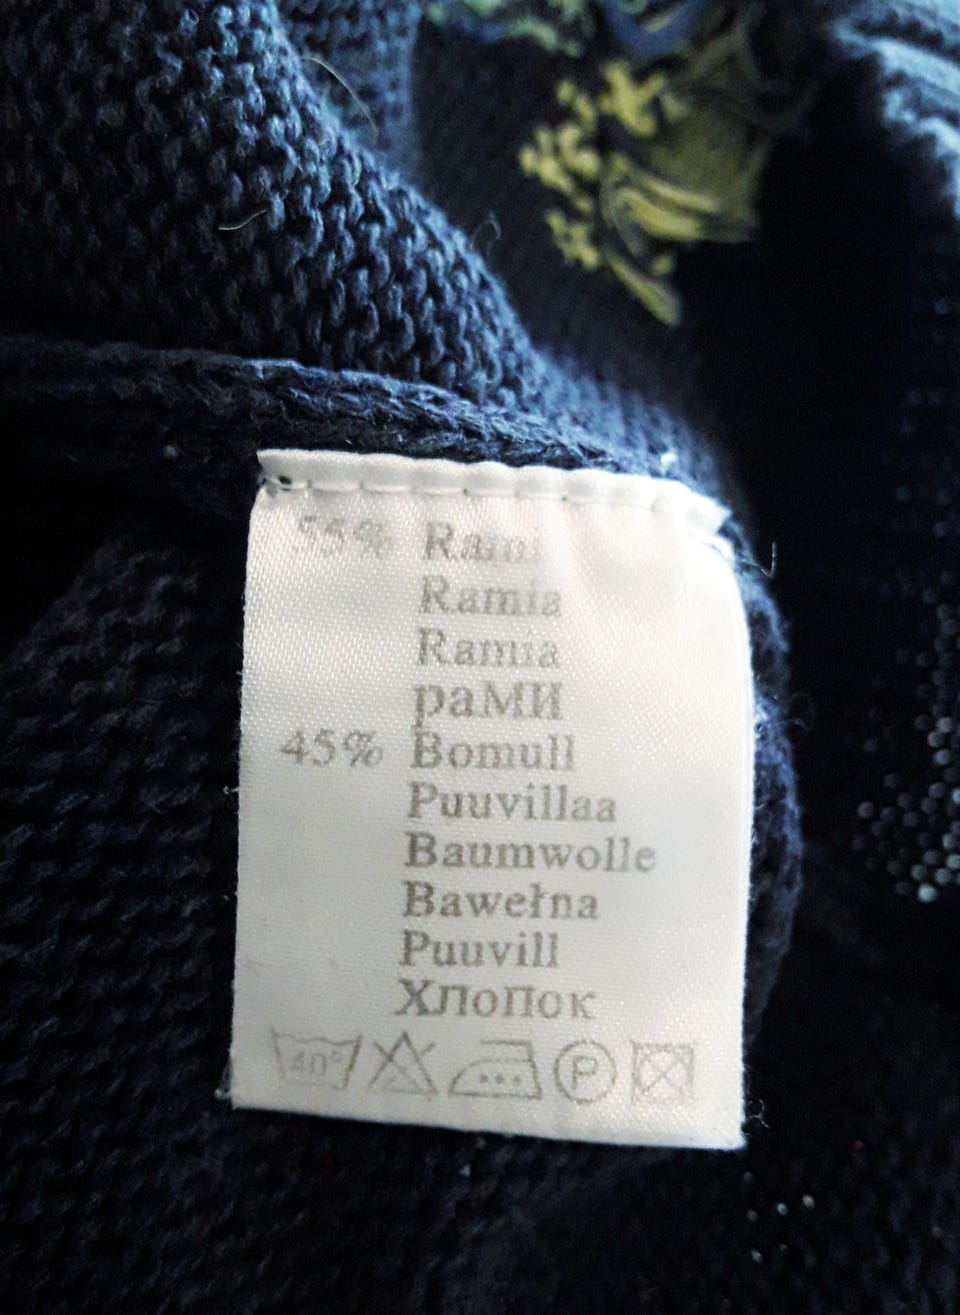 55% Rami
Ramia
Ramia
раМИ
45% Bomull
Puuvillaa
Baumwolle
Bawełna
Puuvill
Хлопок
40° P